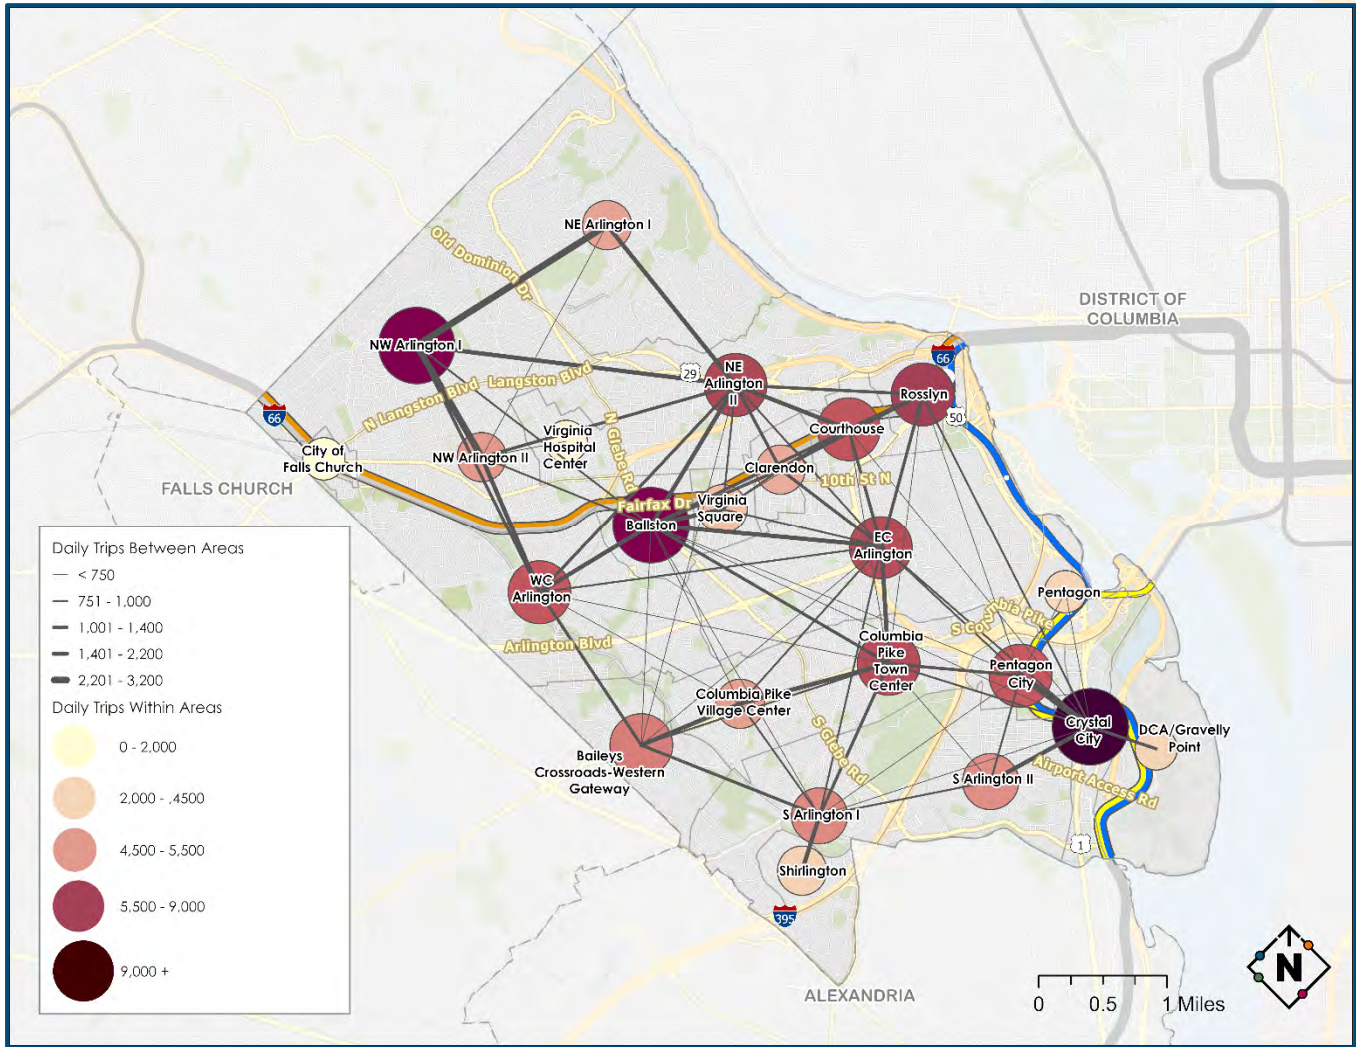 NE Arlington I
Old Dominion Dr
DISTRICT OF
COLUMBIA
NW Arlington I
66
29
NE
Arlington
II
Rosslyn
N Langston Blvd
Langston Blvd
50
66
Courthouse
N Glebe Rd
Virginia
Hospital
Center
City of
Falls Church
NW Arlington II
Clarendon
10th St N
FALLS CHURCH
Fairfax Dr
Virginia
Square
Ballston
EC
Arlington
WC
Arlington
Pentagon
S Columbia Pike
Arlington Blvd
Columbia
Pike
Town
Center
Pentagon
City
Columbia Pike
Village Center
Crystal
City
DCA/Gravelly
Point
S Glebe Rd
Baileys
Crossroads-Western
Gateway
Airport Access Rd
S Arlington II
S Arlington I
1
Shirlington
395
ALEXANDRIA
Daily Trips Between Areas
< 750
751 - 1,000
1,001 - 1,400
1,401 - 2,200
2,201 - 3,200
Daily Trips Within Areas
0 - 2,000
2,000 - ,4500
4,500 - 5,500
5,500 - 9,000
9,000 +
N
0 0.5 1 Miles